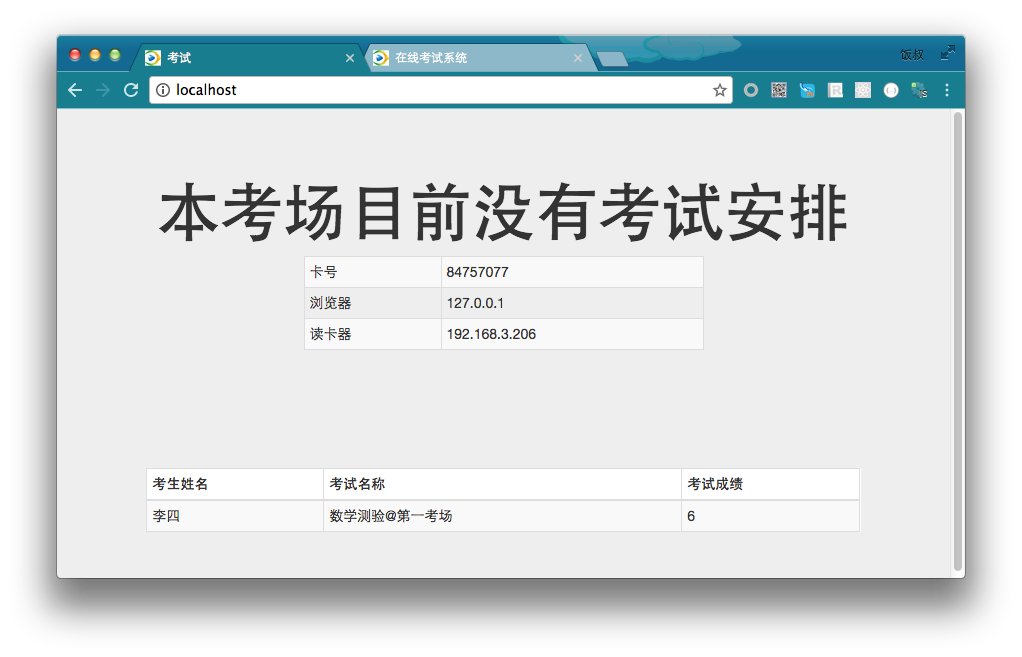 考试
在线考试系统
饭叔
localhost
本考场目前没有考试安排
卡号 84757077
浏览器 127.0.0.1
读卡器 192.168.3.206
考生姓名 考试名称 考试成绩
李四 数学测验@第一考场 6